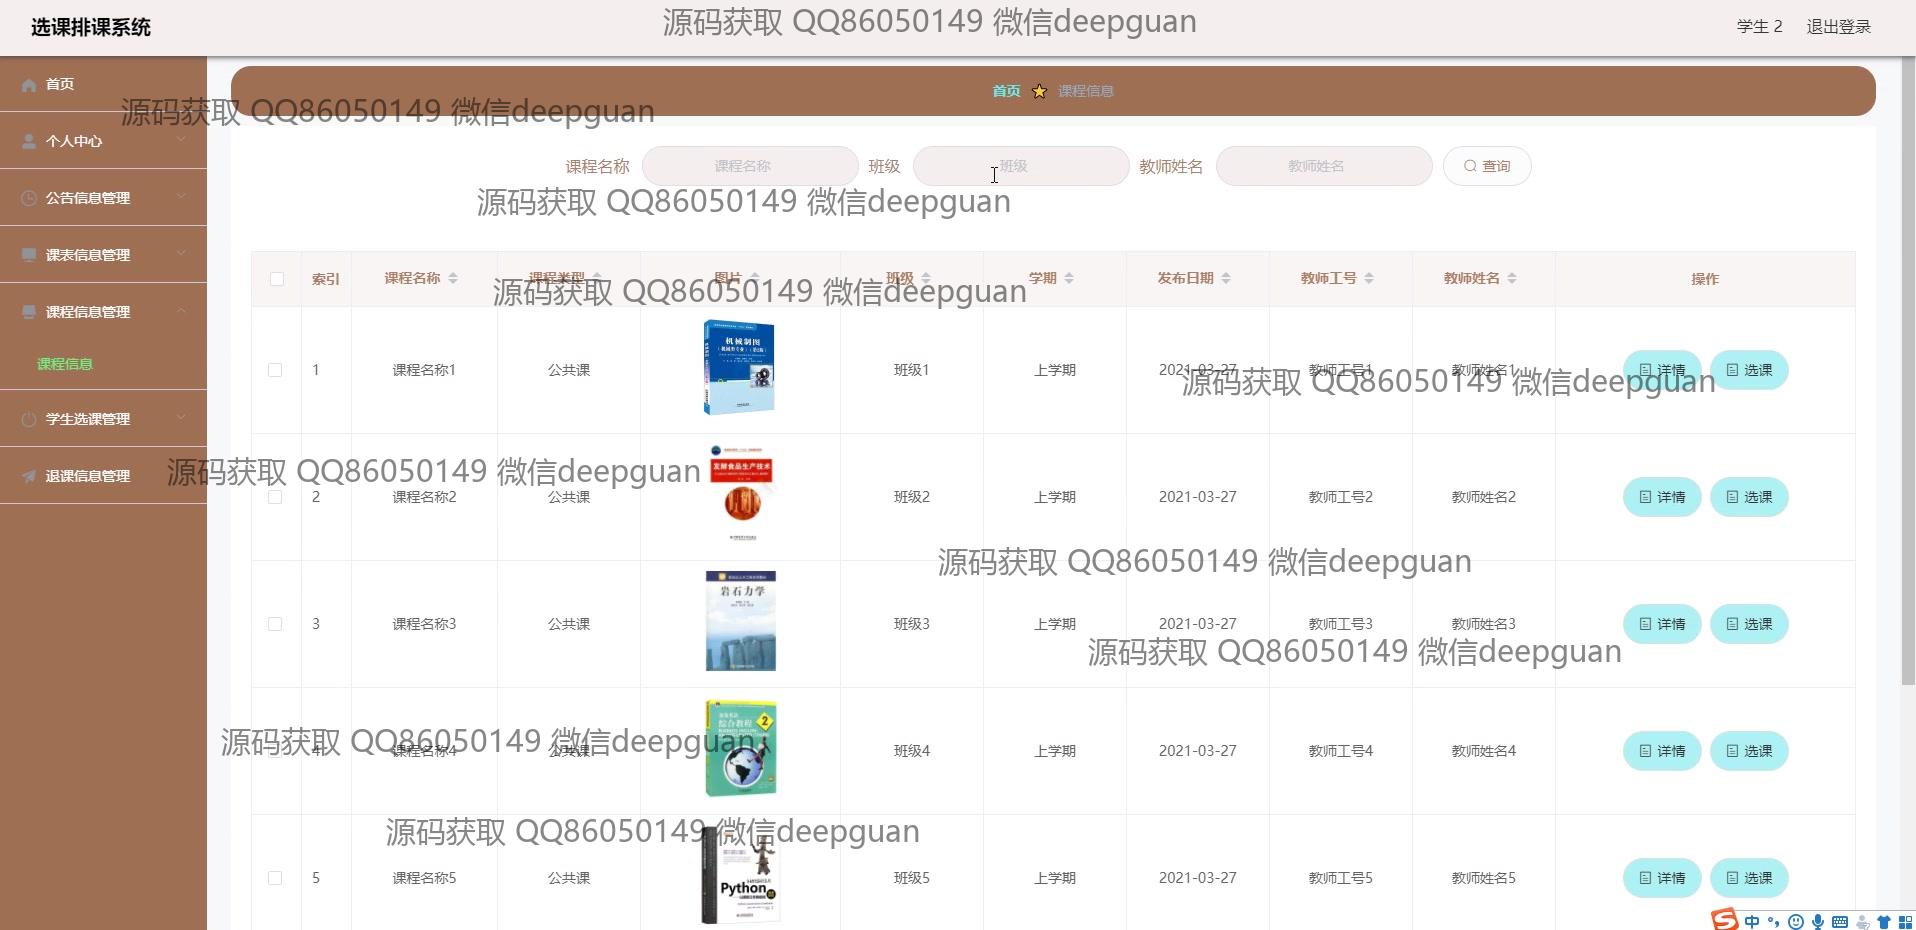 选课排课系统
源码获取 QQ86050149 微信deepguan
学生 2 退出登录
首页
首页 课程信息
源码获取 QQ86050149 微信deepguan
个人中心
课程名称 课程名称 班级 班级 教师姓名 教师姓名 查询
公告信息管理
源码获取 QQ86050149 微信deepguan
课表信息管理
索引 课程名称 课程类型 图片 班级 学期 发布日期 教师工号 教师姓名 操作
源码获取 QQ86050149 微信deepguan
课程信息管理
课程信息
机械制图
1 课程名称1 公共课 班级1 上学期 2021-03-27 教师工号1 教师姓名1 详情 选课
源码获取 QQ86050149 微信deepguan
学生选课管理
退课信息管理
源码获取 QQ86050149 微信deepguan
发酵食品生产技术
2 课程名称2 公共课 班级2 上学期 2021-03-27 教师工号2 教师姓名2 详情 选课
源码获取 QQ86050149 微信deepguan
岩石力学
3 课程名称3 公共课 班级3 上学期 2021-03-27 教师工号3 教师姓名3 详情 选课
源码获取 QQ86050149 微信deepguan
综合教程 2
源码获取 QQ86050149 微信deepguan
4 课程名称4 公共课 班级4 上学期 2021-03-27 教师工号4 教师姓名4 详情 选课
源码获取 QQ86050149 微信deepguan
5 课程名称5 公共课 班级5 上学期 2021-03-27 教师工号5 教师姓名5 详情 选课
Python
中